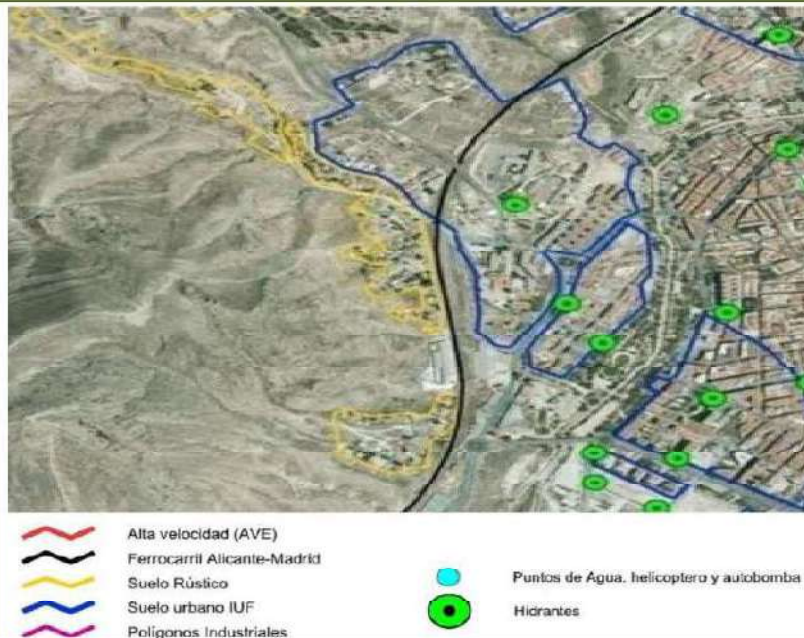 Alta velocidad (AVE)
Ferrocarril Alicante-Madrid
Suelo Rústico
Suelo urbano IUF
Polígonos Industriales
Puntos de Agua. helicoptero y autobomba
Hidrantes